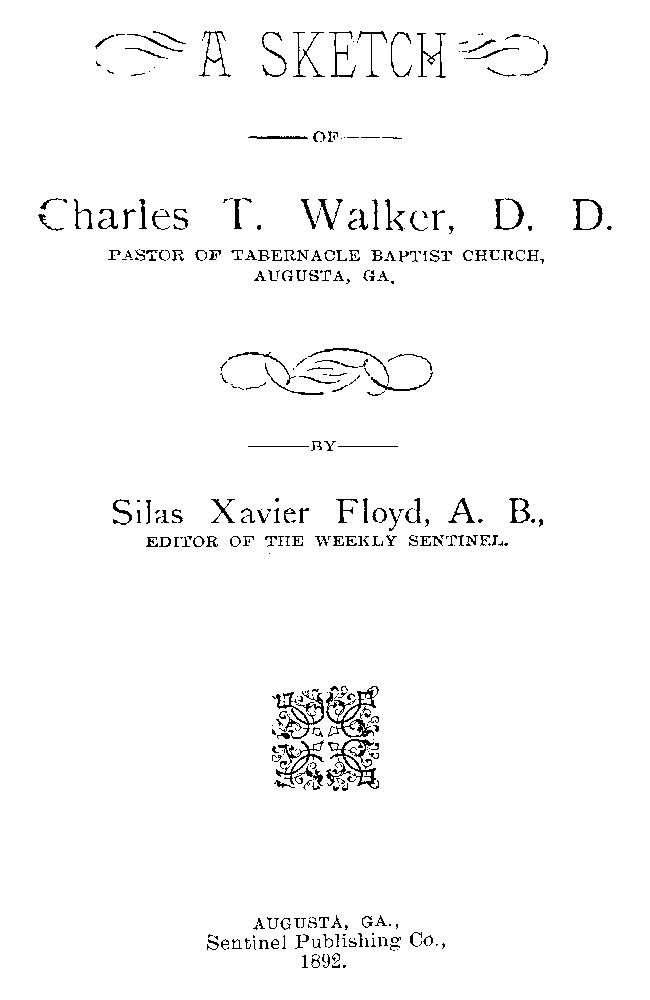 A SKETCH
OF
Charles T. Walker, D. D.
PASTOR OF TABERNACLE BAPTIST CHURCH,
AUGUSTA, GA.
BY
Silas Xavier Floyd, A. B.,
EDITOR OF THE WEEKLY SENTINEL.
AUGUSTA, GA.,
Sentinel Publishing Co.,
1892.